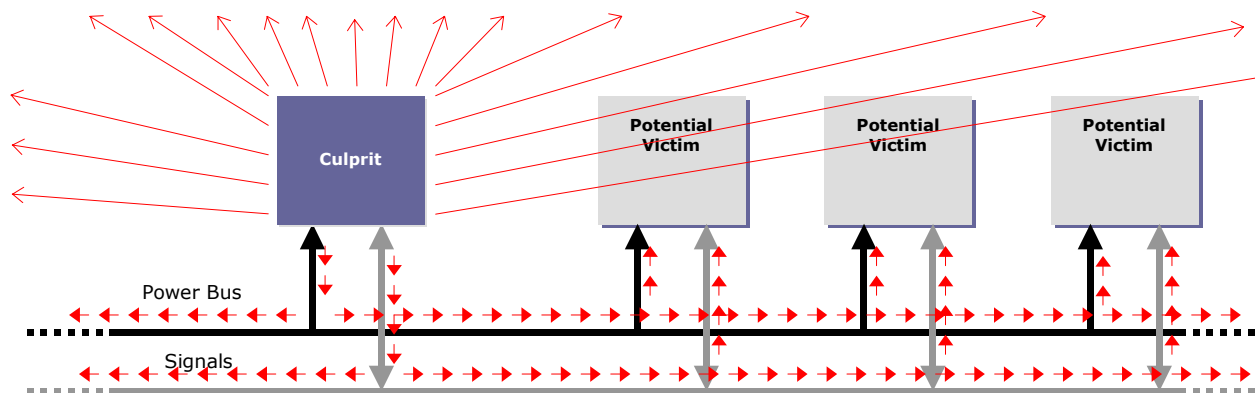 Culprit
Potential
Victim
Potential
Victim
Potential
Victim
Power Bus
Signals